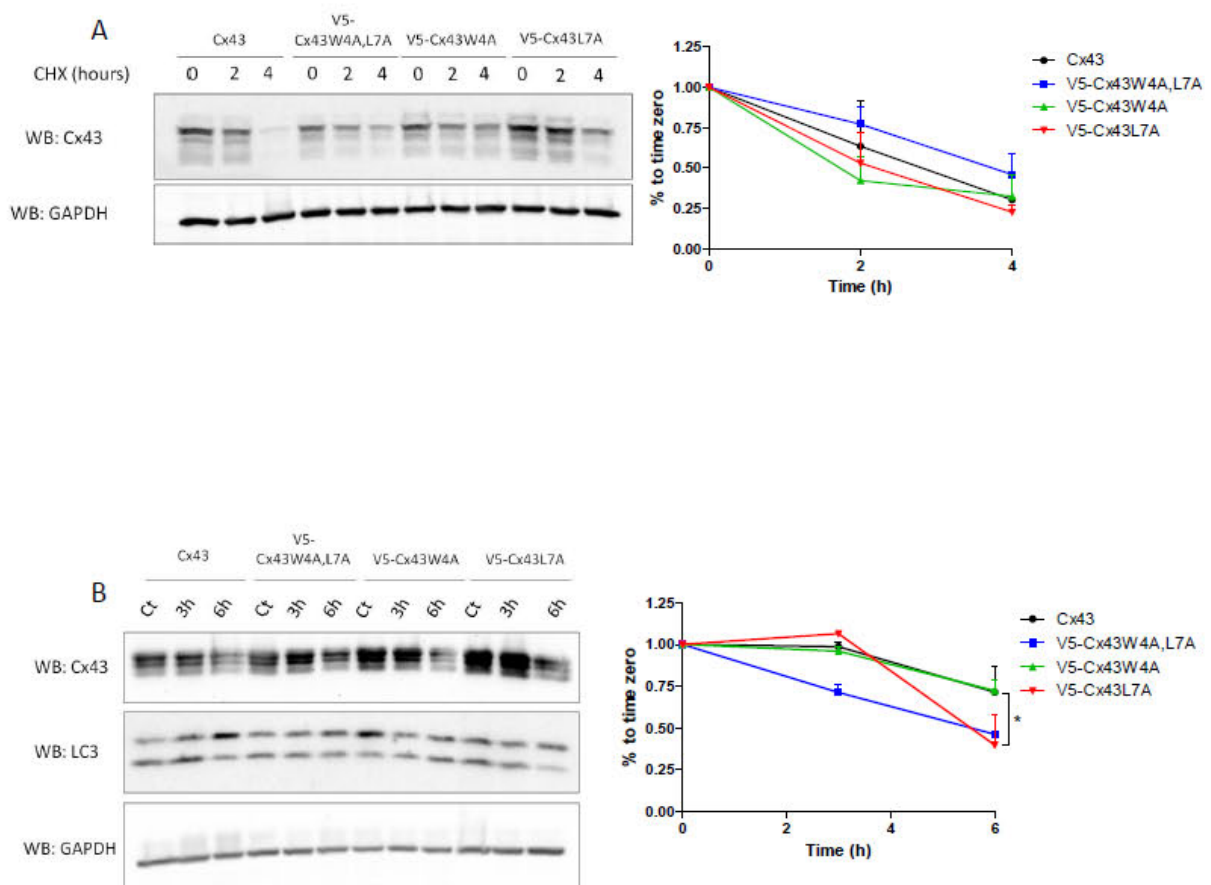 A
Cx43
V5-
Cx43W4A,L7A
V5-Cx43W4A
V5-Cx43L7A
CHX (hours)
0 2 4 0 2 4 0 2 4 0 2 4
WB: Cx43
WB: GAPDH
% to time zero
1.25
1.00
0.75
0.50
0.25
0.00
0 2 4
Time (h)
Cx43
V5-Cx43W4A,L7A
V5-Cx43W4A
V5-Cx43L7A
B
Cx43
V5-
Cx43W4A,L7A
V5-Cx43W4A
V5-Cx43L7A
Ct 3h 6h Ct 3h 6h Ct 3h 6h Ct 3h 6h
WB: Cx43
WB: LC3
WB: GAPDH
% to time zero
1.25
1.00
0.75
0.50
0.25
0.00
0 2 4 6
Time (h)
*
Cx43
V5-Cx43W4A,L7A
V5-Cx43W4A
V5-Cx43L7A